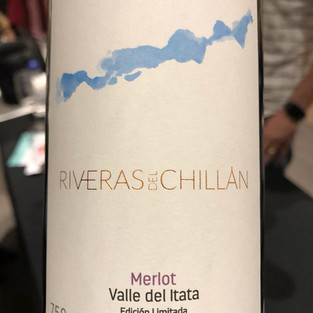 RIVERAS DEL CHILLÁN
Merlot
Valle del Itata
Edición Limitada